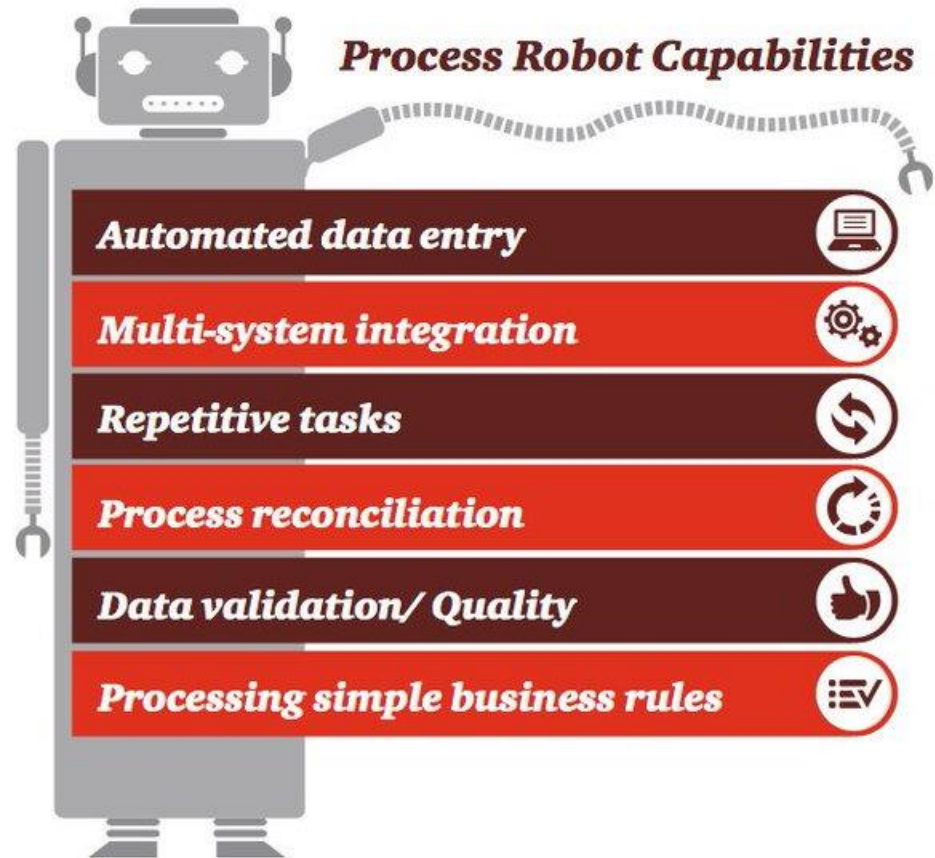 Process Robot Capabilities
Automated data entry
Multi-system integration
Repetitive tasks
Process reconciliation
Data validation/ Quality
Processing simple business rules